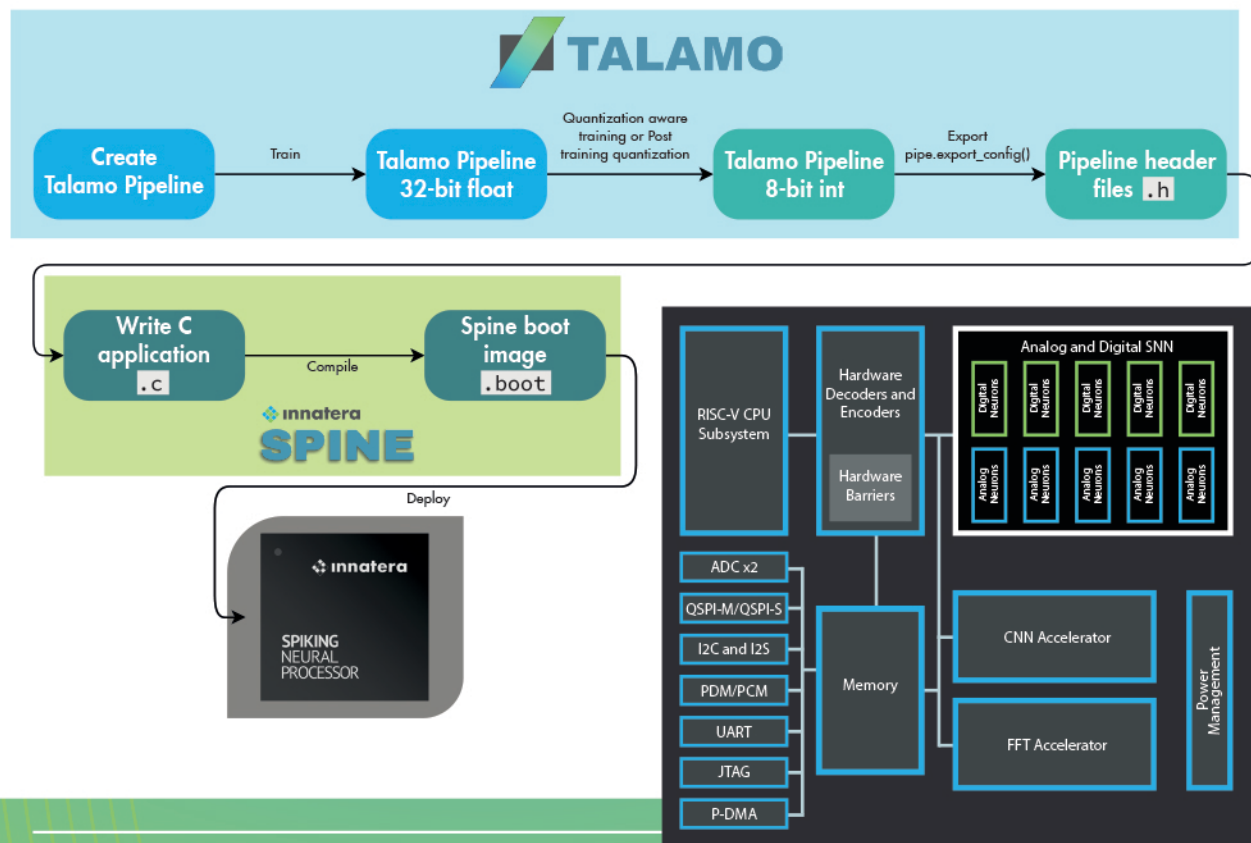 TALAMO
Create
Talamo Pipeline
Train
Talamo Pipeline
32-bit float
Quantization aware
training or Post
training quantization
Talamo Pipeline
8-bit int
Export
pipe.export_config()
Pipeline header
files .h
Write C
application
.c
Compile
Spine boot
image
.boot
innatera
SPINE
Deploy
innatera
SPIKING
NEURAL
PROCESSOR
RISC-V CPU
Subsystem
Hardware
Decoders and
Encoders
Hardware
Barriers
Analog and Digital SNN
Digital
Neurons
Digital
Neurons
Digital
Neurons
Digital
Neurons
Digital
Neurons
Analog
Neurons
Analog
Neurons
Analog
Neurons
Analog
Neurons
Analog
Neurons
ADC x2
QSPI-M/QSPI-S
I2C and I2S
PDM/PCM
UART
JTAG
P-DMA
Memory
CNN Accelerator
FFT Accelerator
Power
Management